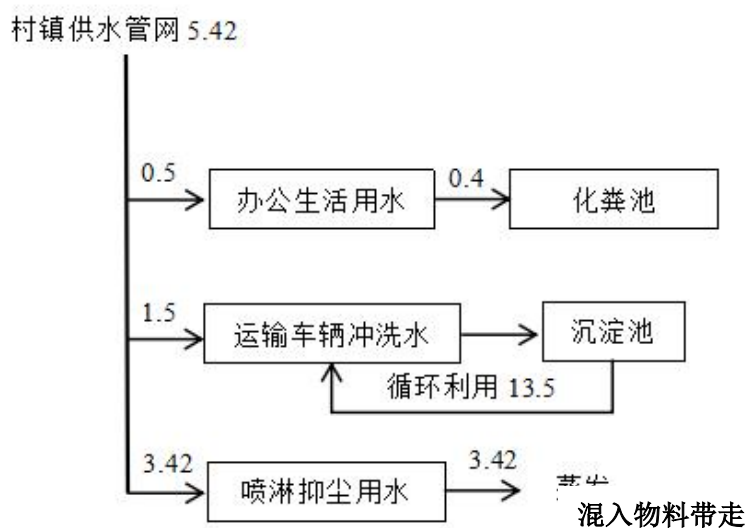 村镇供水管网 5.42
0.5
办公生活用水
0.4
化粪池
1.5
运输车辆冲洗水
沉淀池
循环利用 13.5
3.42
喷淋抑尘用水
3.42
混入物料带走